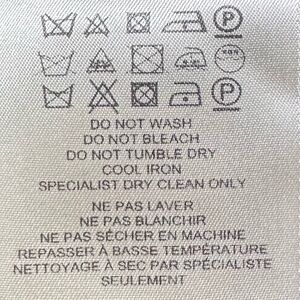 DO NOT WASH
DO NOT BLEACH
DO NOT TUMBLE DRY
COOL IRON
SPECIALIST DRY CLEAN ONLY
NE PAS LAVER
NE PAS BLANCHIR
NE PAS SÉCHER EN MACHINE
REPASSER À BASSE TEMPÉRATURE
NETTOYAGE À SEC PAR SPÉCIALISTE
SEULEMENT